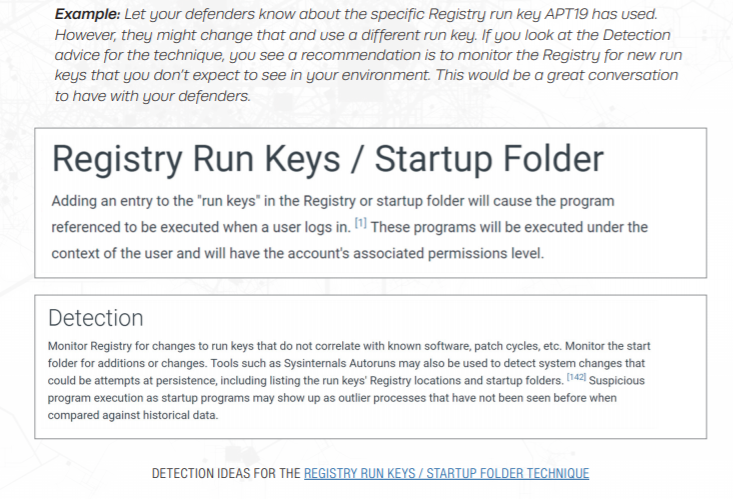 Example: Let your defenders know about the specific Registry run key APT19 has used.
However, they might change that and use a different run key. If you look at the Detection
advice for the technique, you see a recommendation is to monitor the Registry for new run
keys that you don't expect to see in your environment. This would be a great conversation
to have with your defenders.
Registry Run Keys / Startup Folder
Adding an entry to the "run keys" in the Registry or startup folder will cause the program
referenced to be executed when a user logs in. [1] These programs will be executed under the
context of the user and will have the account's associated permissions level.
Detection
Monitor Registry for changes to run keys that do not correlate with known software, patch cycles, etc. Monitor the start
folder for additions or changes. Tools such as Sysinternals Autoruns may also be used to detect system changes that
could be attempts at persistence, including listing the run keys' Registry locations and startup folders. [142] Suspicious
program execution as startup programs may show up as outlier processes that have not been seen before when
compared against historical data.
DETECTION IDEAS FOR THE REGISTRY RUN KEYS / STARTUP FOLDER TECHNIQUE